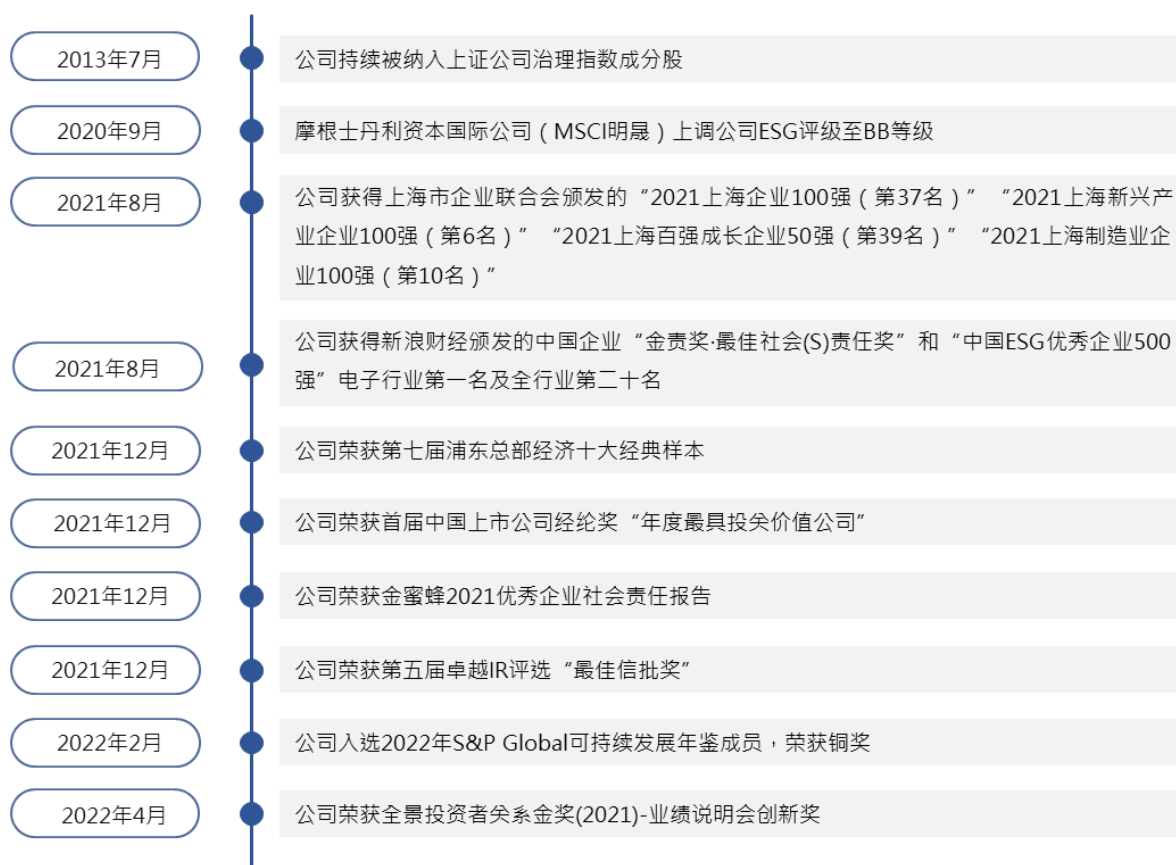 2013年7月
公司持续被纳入上证公司治理指数成分股
2020年9月
摩根士丹利资本国际公司（MSCI明晟）上调公司ESG评级至BB等级
2021年8月
公司获得上海市企业联合会颁发的“2021上海企业100强（第37名）”“2021上海新兴产
业企业100强（第6名）”“2021上海百强成长企业50强（第39名）”“2021上海制造业企
业100强（第10名）”
2021年8月
公司获得新浪财经颁发的中国企业“金责奖·最佳社会(S)责任奖”和“中国ESG优秀企业500
强”电子行业第一名及全行业第二十名
2021年12月
公司荣获第七届浦东总部经济十大经典样本
2021年12月
公司荣获首届中国上市公司经纶奖“年度最具投关价值公司”
2021年12月
公司荣获金蜜蜂2021优秀企业社会责任报告
2021年12月
公司荣获第五届卓越IR评选“最佳信批奖”
2022年2月
公司入选2022年S&P Global可持续发展年鉴成员，荣获铜奖
2022年4月
公司荣获全景投资者关系金奖(2021)-业绩说明会创新奖